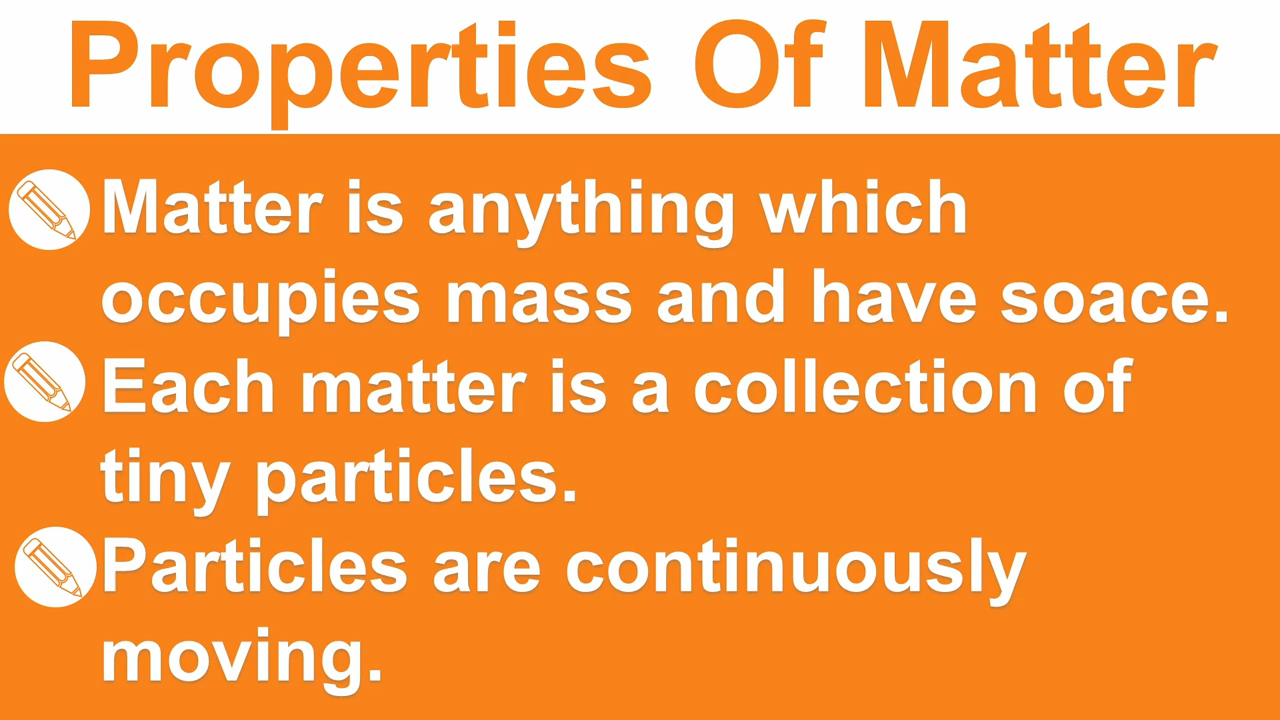 Properties Of Matter
Matter is anything which
occupies mass and have soace.
Each matter is a collection of
tiny particles.
Particles are continuously
moving.